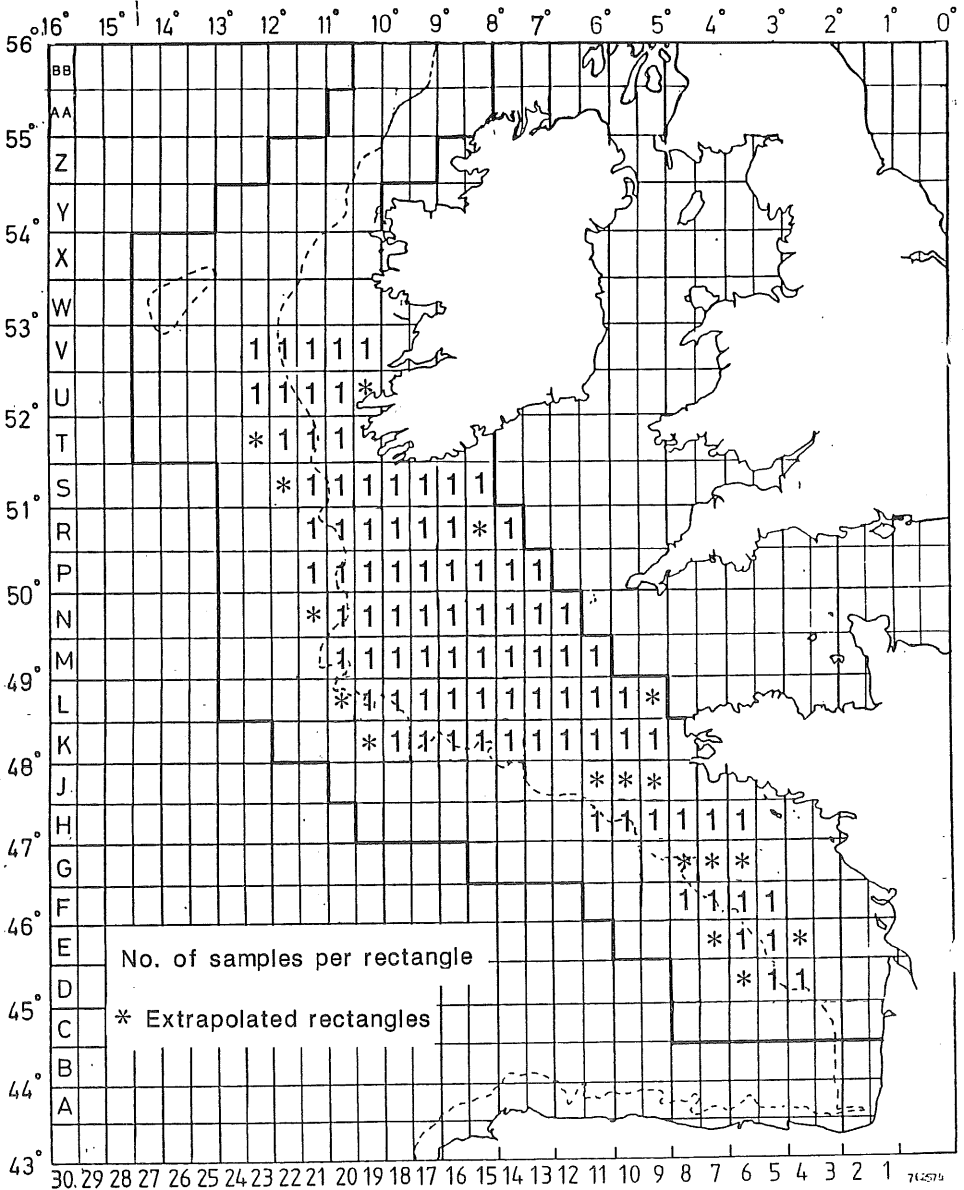 16° 15° 14° 13° 12° 11° 10° 9° 8° 7° 6° 5° 4° 3° 2° 1° 0°
56°
BB
AA
55°
Z
Y
54°
X
W
53°
V 1 1 1 1 1
U 1 1 1 1 *
52°
T * 1 1 1
S * 1 1 1 1 1 1 1
51°
R 1 1 1 1 1 1 * 1
P 1 1 1 1 1 1 1 1 1
50°
N * 1 1 1 1 1 1 1 1 1
M 1 1 1 1 1 1 1 1 1 1
49°
L * 1 1 1 1 1 1 1 1 1 1 *
K * 1 1 1 1 1 1 1 1 1 1
48°
J * * *
H 1 1 1 1 1 1
47°
G * * *
F 1 1 1 1
46°
E * 1 1 *
No. of samples per rectangle
D * 1 1
45°
* Extrapolated rectangles
C
B
44°
A
43°
30. 29 28 27 26 25 24 23 22 21 20 19 18 17 16 15 14 13 12 11 10 9 8 7 6 5 4 3 2 1